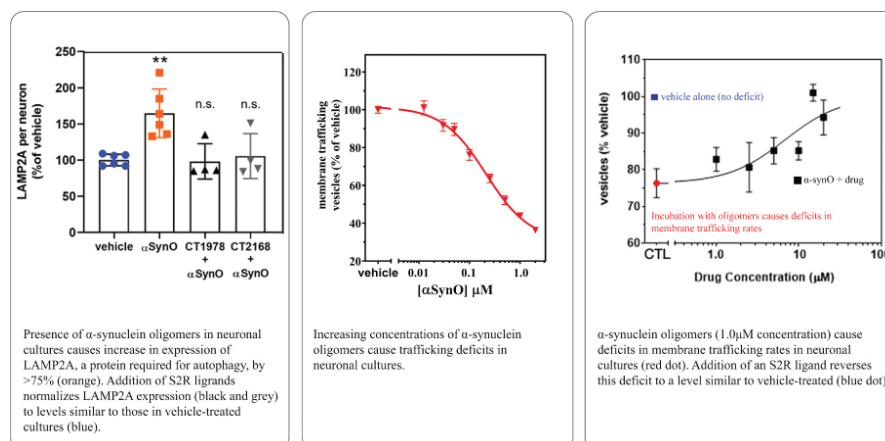 LAMP2A per neuron
(%of vehicle)
250
200
150
100
50
0
**
n.s.
n.s.
vehicle
αSynO
CT1978
+
αSynO
CT2168
+
αSynO
Presence of α-synuclein oligomers in neuronal
cultures causes increase in expression of
LAMP2A, a protein required for autophagy, by
>75% (orange). Addition of S2R ligands
normalizes LAMP2A expression (black and grey)
to levels similar to those in vehicle-treated
cultures (blue).
membrane trafficking
vesicles (% of vehicle)
120
100
80
60
40
20
vehicle
0.01
0.1
1.0
[αSynO] μM
Increasing concentrations of α-synuclein
oligomers cause trafficking deficits in
neuronal cultures.
vesicles (% vehicle)
110
100
90
80
70
60
vehicle alone (no deficit)
α-synO + drug
Incubation with oligomers causes deficits in
membrane trafficking rates
CTL
1.0
10
100
Drug Concentration (μM)
α-synuclein oligomers (1.0μM concentration) cause
deficits in membrane trafficking rates in neuronal
cultures (red dot). Addition of an S2R ligand reverses
this deficit to a level similar to vehicle-treated (blue dot)